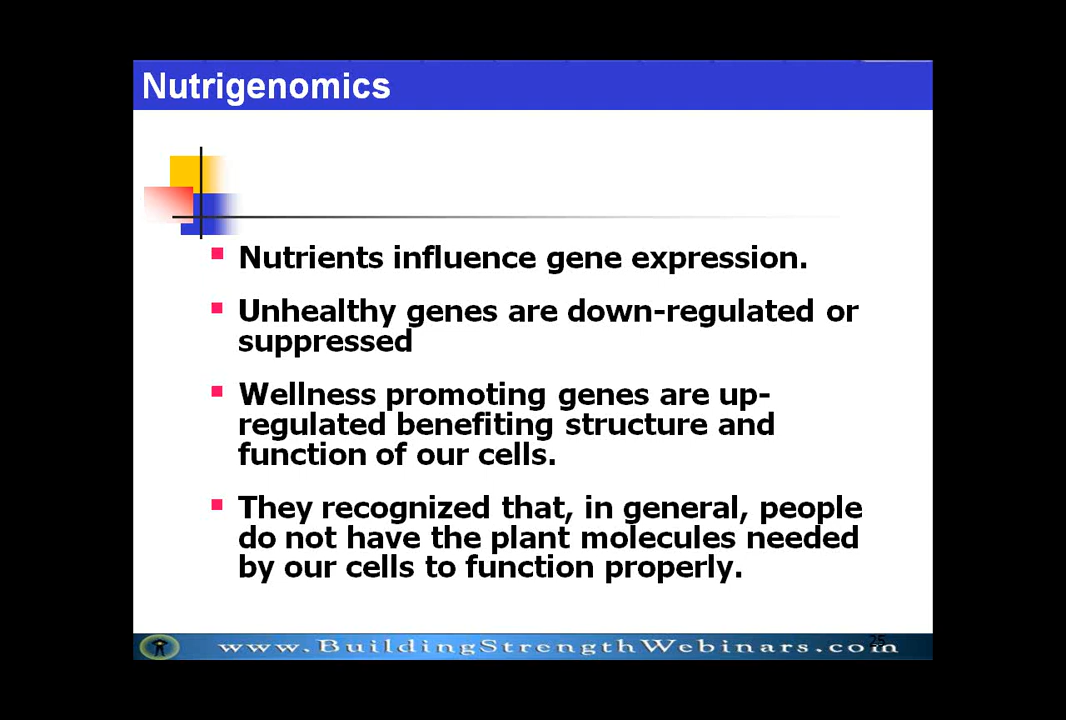 Nutrigenomics
Nutrients influence gene expression.
Unhealthy genes are down-regulated or
suppressed
Wellness promoting genes are up-
regulated benefiting structure and
function of our cells.
They recognized that, in general, people
do not have the plant molecules needed
by our cells to function properly.
25
www.BuildingStrengthWebinars.com